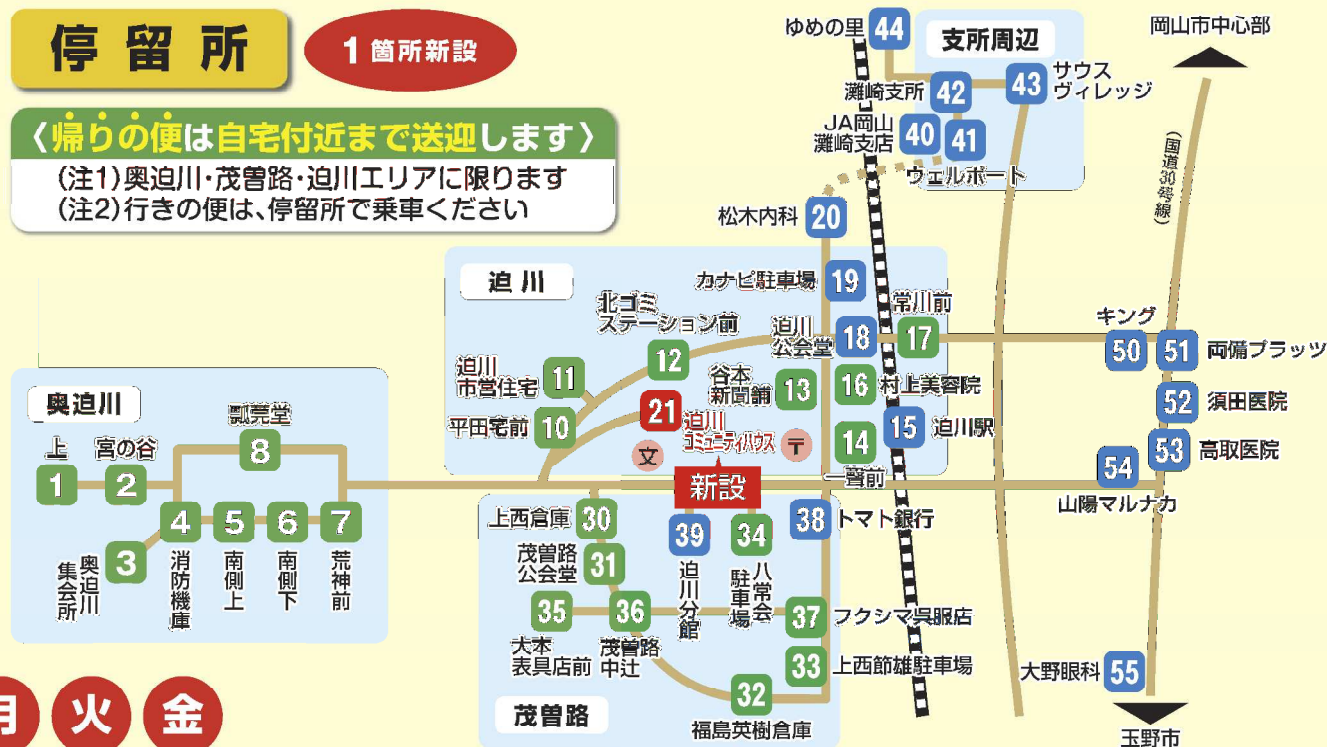 停留所
1箇所新設
〈帰りの便は自宅付近まで送迎します〉
(注1)奥迫川・茂曽路・迫川エリアに限ります
(注2)行きの便は、停留所で乗車ください
ゆめの里 44
支所周辺
岡山市中心部
灘崎支所 42
43 サウス
ヴィレッジ
JA岡山
灘崎支店 40
41
ウェルポート
(国道30号線)
松木内科 20
迫川
カナビ駐車場 19
北ゴミ
ステーション前
12
迫川
公会堂 18
常川前
17
キング
50
51 両備プラッツ
迫川
市営住宅 11
谷本
新聞舗 13
16 村上美容院
52 須田医院
平田宅前 10
21 迫川
コミュニティハウス
文
〒
14
一聲前
15 迫川駅
53 高取医院
54
山陽マルナカ
新設
奥迫川
上
1
宮の谷
2
瓢箪堂
8
3
奥迫川
集会所
4
消防機庫
5
南側上
6
南側下
7
荒神前
上西倉庫 30
39
迫川分館
34
八常会
駐車場
38 トマト銀行
茂曽路
公会堂 31
35
大本
表具店前
36
茂曽路
中辻
37 フクシマ呉服店
33 上西節雄駐車場
32
福島英樹倉庫
茂曽路
大野眼科 55
玉野市
月 火 金